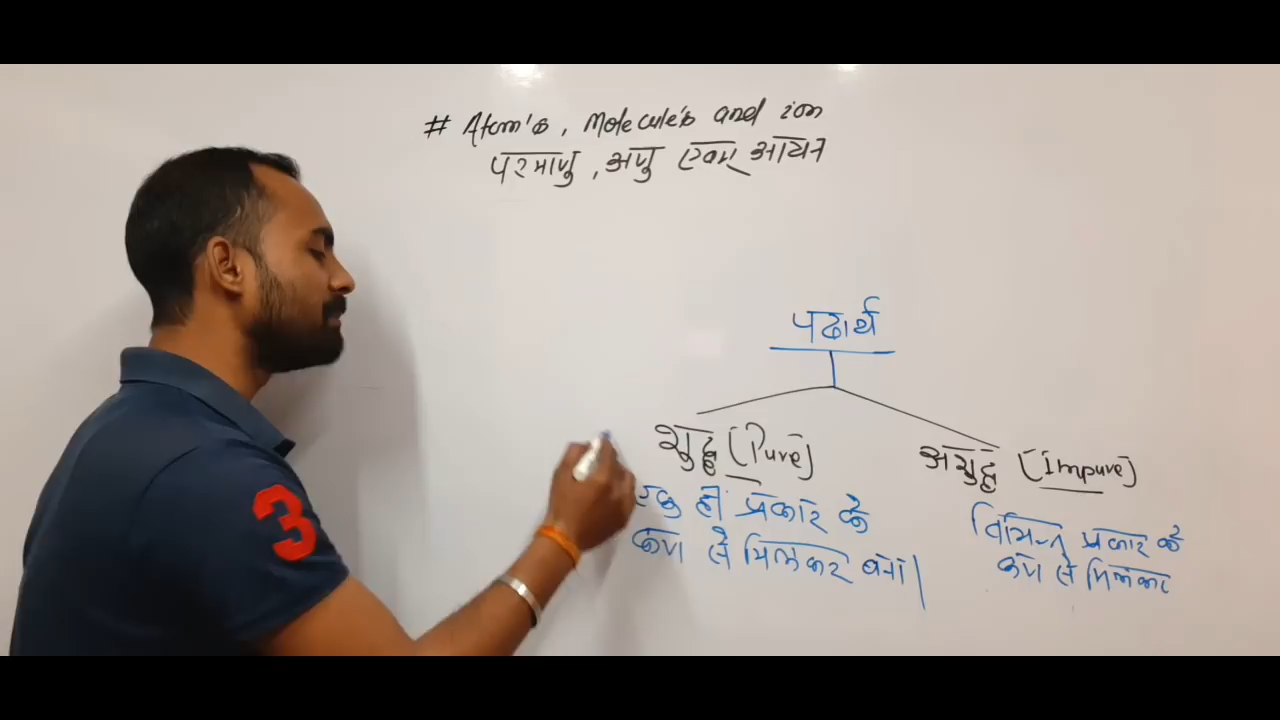 # Atom's, Molecule's and ion
परमाणु, अणु एवम् आयन
पदार्थ
शुद्ध (Pure)
अशुद्ध (Impure)
एक ही प्रकार के
कण से मिलकर बना।
विभिन्न प्रकार के
कण से मिलकर
3